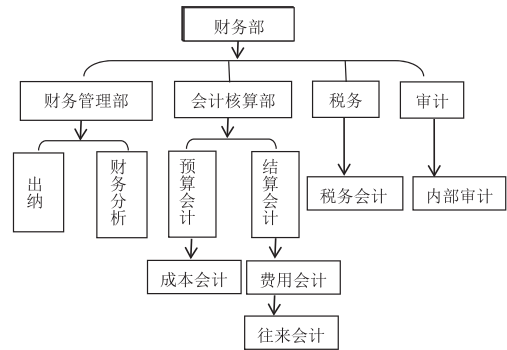 财务部
财务管理部
会计核算部
税务
审计
出纳
财务分析
预算会计
结算会计
税务会计
内部审计
成本会计
费用会计
往来会计